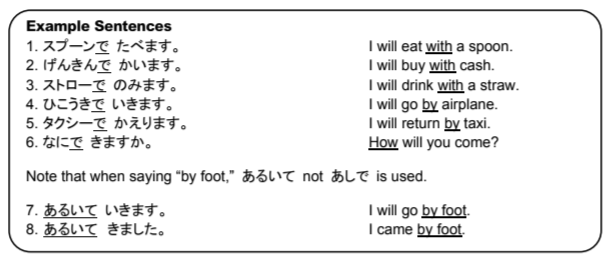 Example Sentences
1. スプーンで たべます。 I will eat with a spoon.
2. げんきんで かいます。 I will buy with cash.
3. ストローで のみます。 I will drink with a straw.
4. ひこうきで いきます。 I will go by airplane.
5. タクシーで かえります。 I will return by taxi.
6. なにで きますか。 How will you come?
Note that when saying “by foot,” あるいて not あしで is used.
7. あるいて いきます。 I will go by foot.
8. あるいて きました。 I came by foot.